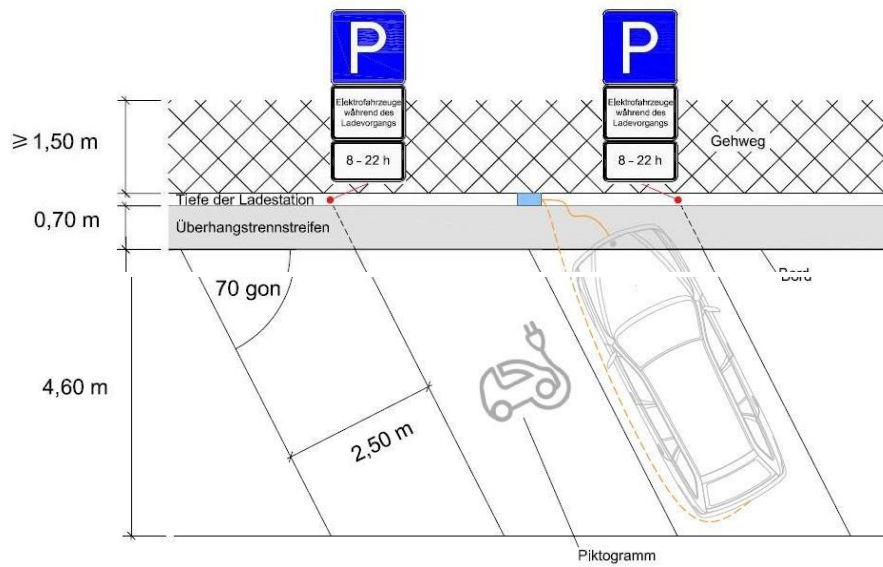 P
P
Elektrofahrzeuge
während des
Ladevorgangs
Elektrofahrzeuge
während des
Ladevorgangs
≥ 1,50 m
Gehweg
8 – 22 h
8 – 22 h
Tiefe der Ladestation
0,70 m
Überhangstrennstreifen
Bord
70 gon
4,60 m
2,50 m
Piktogramm